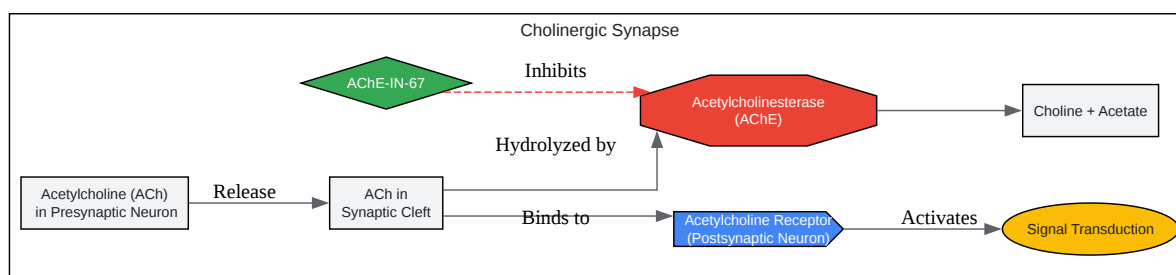 Cholinergic Synapse
AChE-IN-67
Inhibits
Acetylcholinesterase
(AChE)
Choline + Acetate
Hydrolyzed by
Acetylcholine (ACh)
in Presynaptic Neuron
Release
ACh in
Synaptic Cleft
Binds to
Acetylcholine Receptor
(Postsynaptic Neuron)
Activates
Signal Transduction